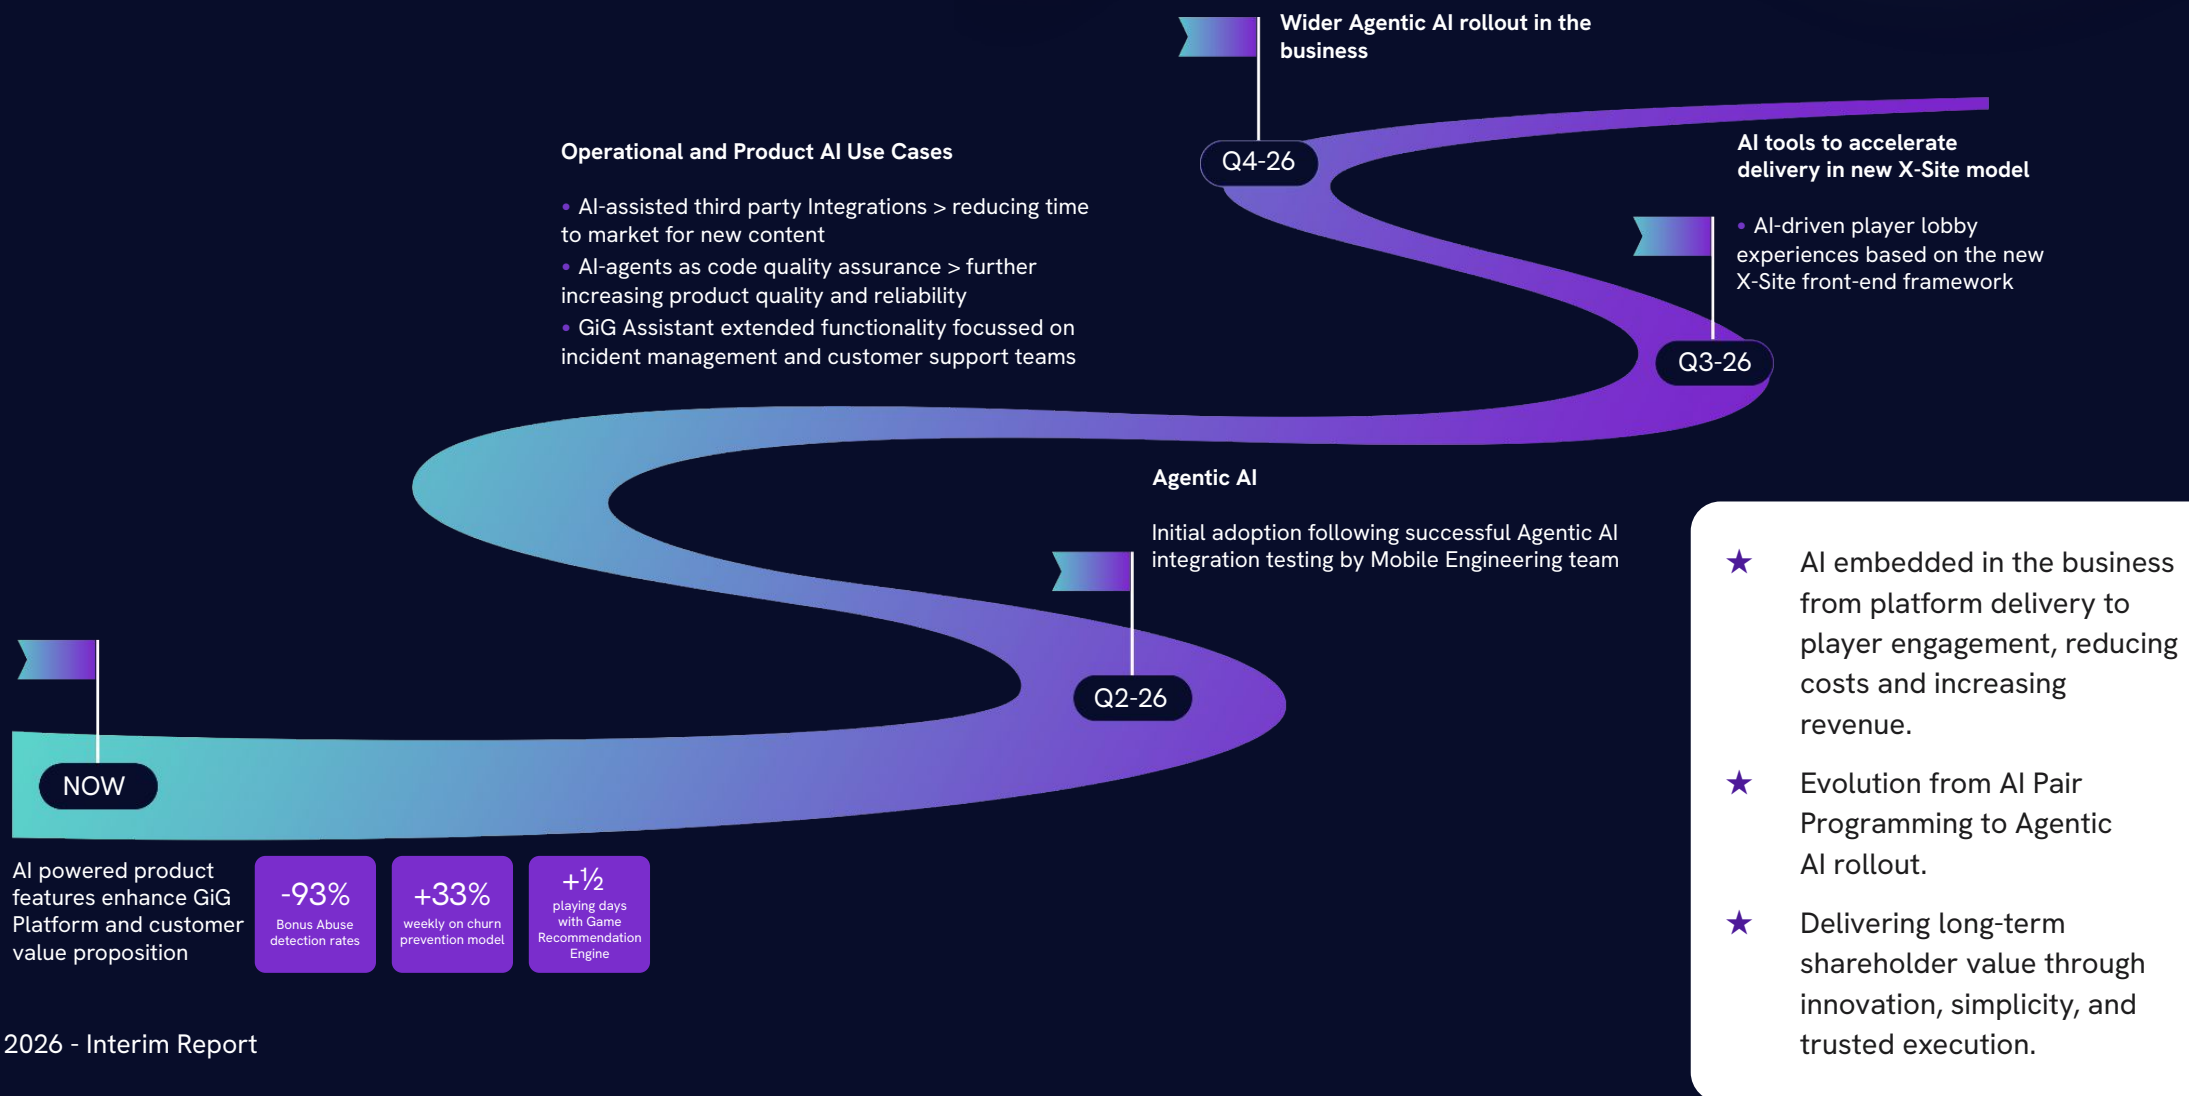 Wider Agentic AI rollout in the
business
Q4-26
AI tools to accelerate
delivery in new X-Site model
• AI-driven player lobby
experiences based on the new
X-Site front-end framework
Q3-26
Operational and Product AI Use Cases
• AI-assisted third party Integrations > reducing time
to market for new content
• AI-agents as code quality assurance > further
increasing product quality and reliability
• GiG Assistant extended functionality focussed on
incident management and customer support teams
Agentic AI
Initial adoption following successful Agentic AI
integration testing by Mobile Engineering team
Q2-26
NOW
AI powered product
features enhance GiG
Platform and customer
value proposition
-93%
Bonus Abuse
detection rates
+33%
weekly on churn
prevention model
+½
playing days
with Game
Recommendation
Engine
★ AI embedded in the business
from platform delivery to
player engagement, reducing
costs and increasing
revenue.
★ Evolution from AI Pair
Programming to Agentic
AI rollout.
★ Delivering long-term
shareholder value through
innovation, simplicity, and
trusted execution.
2026 - Interim Report